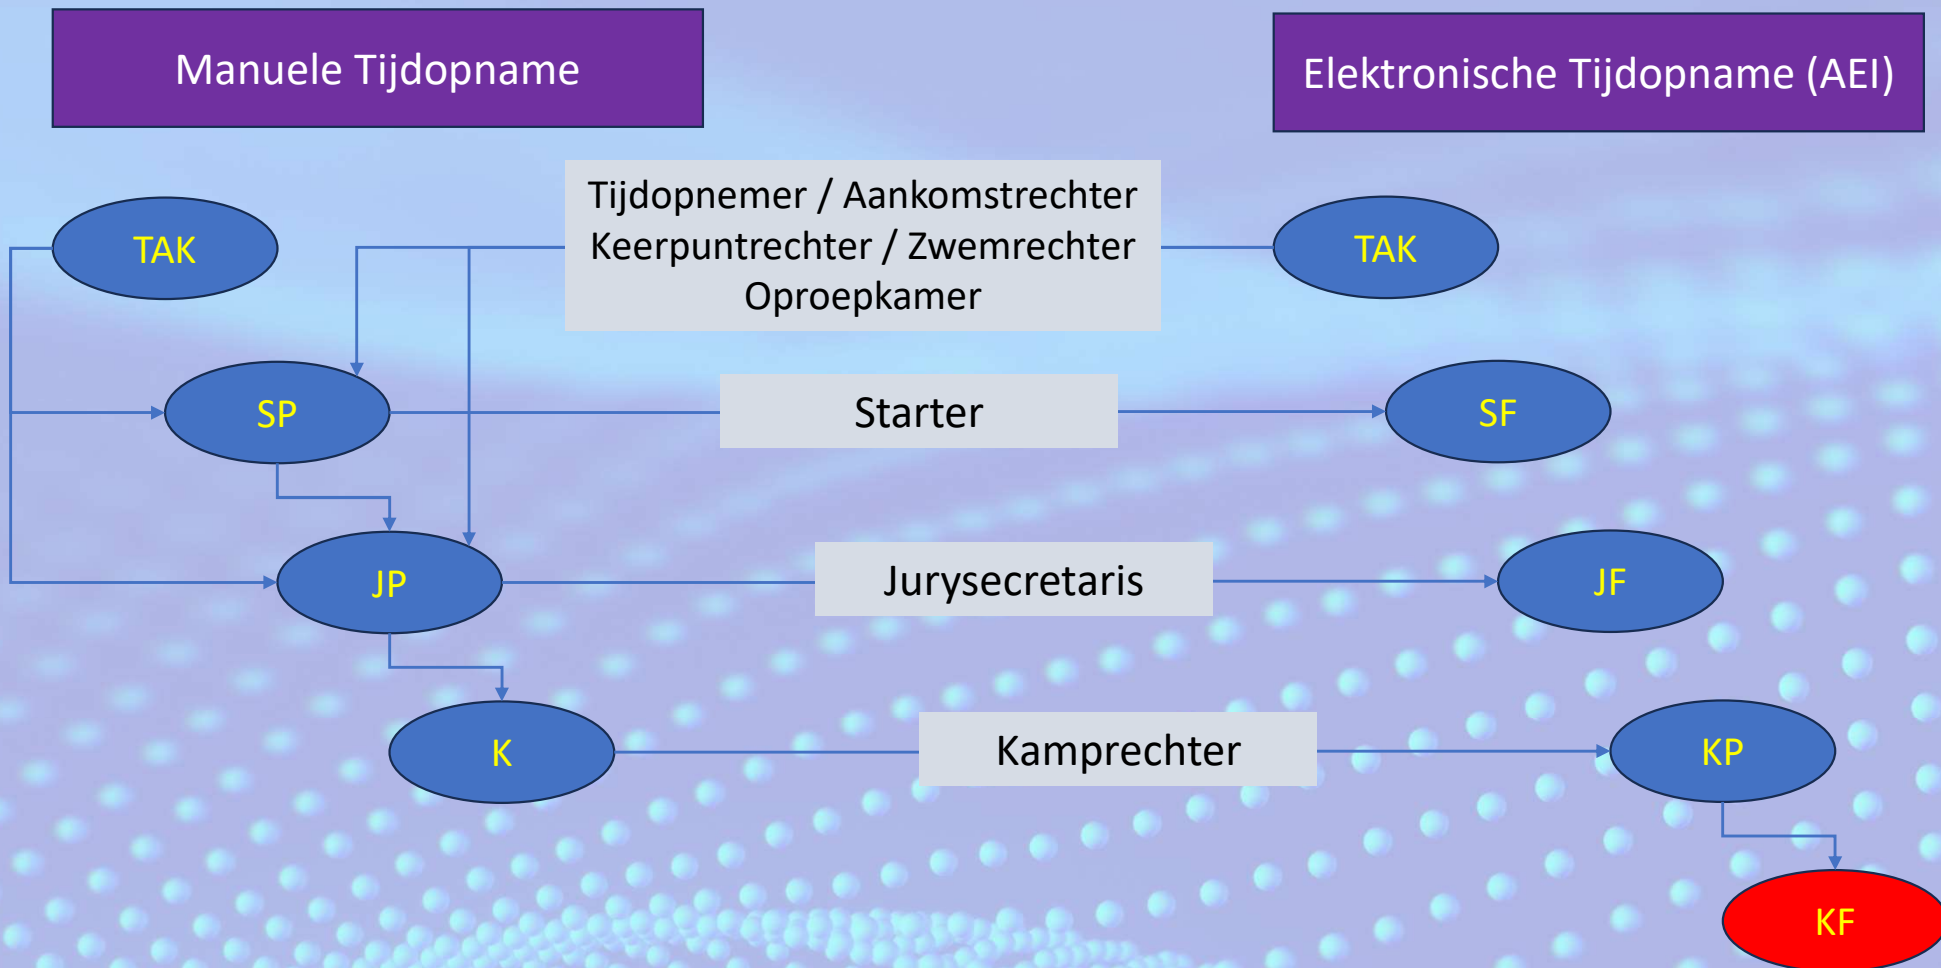 Manuele Tijdopname
Elektronische Tijdopname (AEI)
Tijdopnemer / Aankomstrechter
Keerpuntrechter / Zwemrechter
Oproepkamer
TAK
TAK
SP
Starter
SF
JP
Jurysecretaris
JF
K
Kamprechter
KP
KF